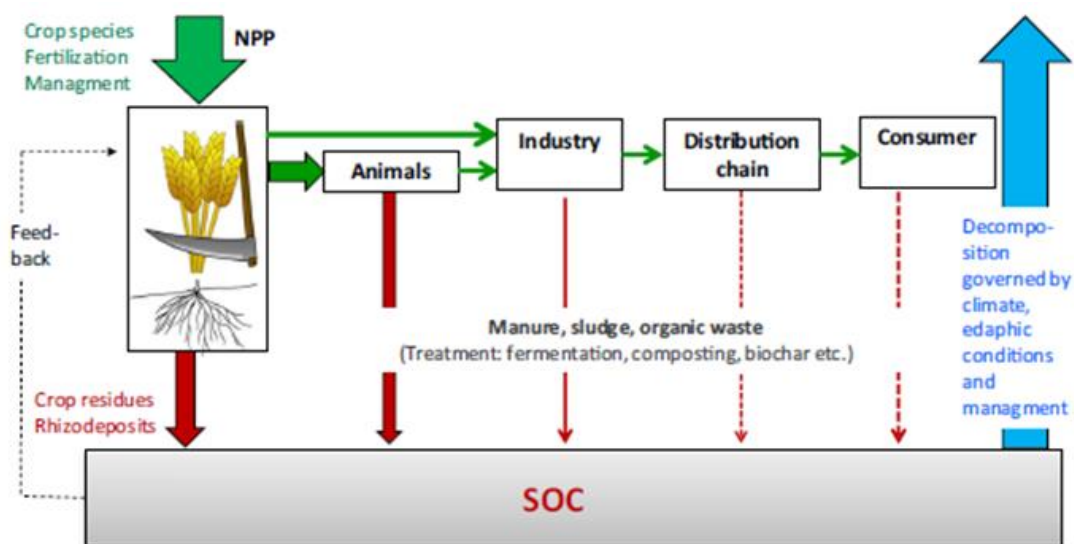 Crop species
Fertilization
Managment
NPP
Industry
Distribution
chain
Consumer
Animals
Feed-
back
Decompo-
sition
governed by
climate,
edaphic
conditions
and
managment
Manure, sludge, organic waste
(Treatment: fermentation, composting, biochar etc.)
Crop residues
Rhizodeposits
SOC